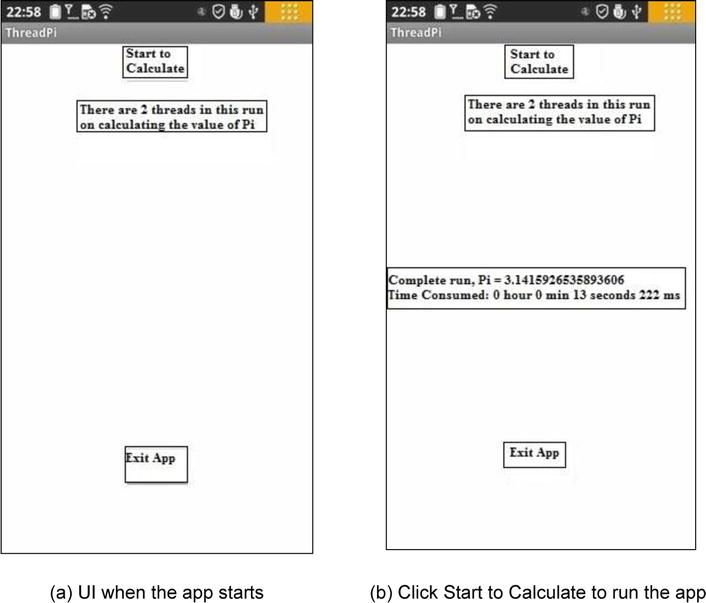 22:58
ThreadPi
Start to
Calculate
There are 2 threads in this run
on calculating the value of Pi
Exit App
(a) UI when the app starts
22:58
ThreadPi
Start to
Calculate
There are 2 threads in this run
on calculating the value of Pi
Complete run, Pi = 3.1415926535893606
Time Consumed: 0 hour 0 min 13 seconds 222 ms
Exit App
(b) Click Start to Calculate to run the app